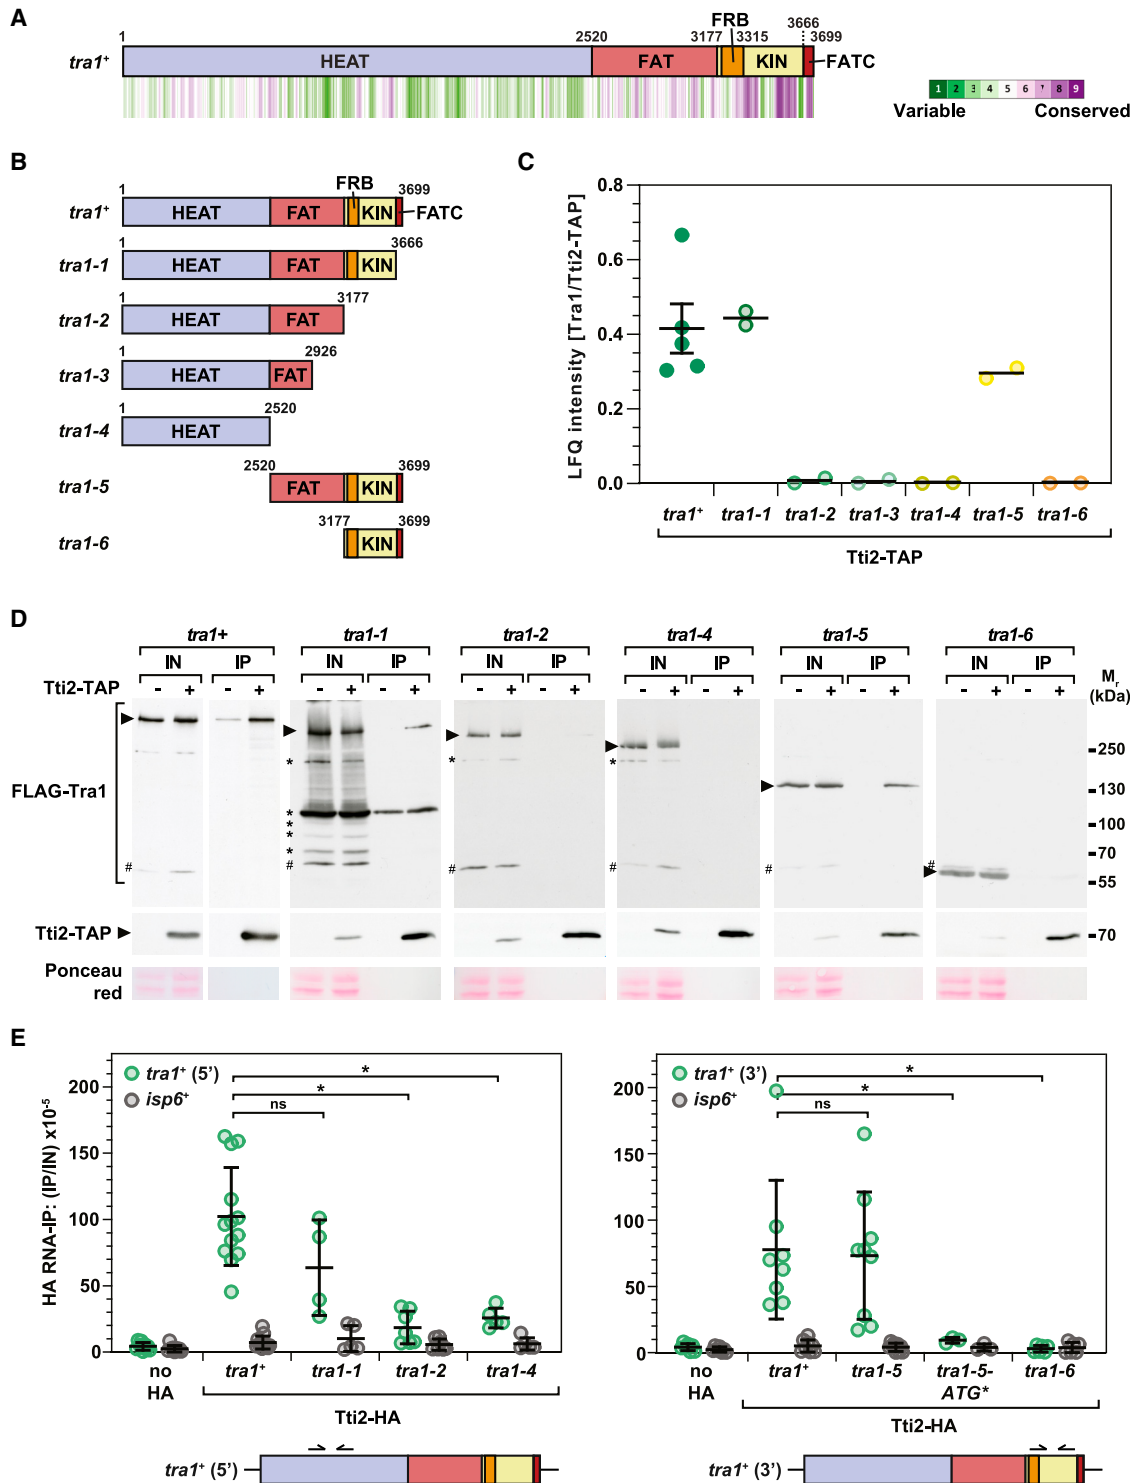 A
1 2520 3177 FRB 3315 3666 3699
tra1+ HEAT FAT KIN FATC
1 2 3 4 5 6 7 8 9
Variable Conserved
B
1 FRB 3699
tra1+ HEAT FAT KIN FATC
1 3666
tra1-1 HEAT FAT KIN
1 3177
tra1-2 HEAT FAT
1 2926
tra1-3 HEAT FAT
1 2520
tra1-4 HEAT
2520 3699
tra1-5 FAT KIN
3177 3699
tra1-6 KIN
C
LFQ intensity [Tra1/Tti2-TAP]
0.8
0.6
0.4
0.2
0.0
tra1+ tra1-1 tra1-2 tra1-3 tra1-4 tra1-5 tra1-6
Tti2-TAP
D
tra1+ tra1-1 tra1-2 tra1-4 tra1-5 tra1-6
IN IP IN IP IN IP IN IP IN IP IN IP
Tti2-TAP - + - + - + - + - + - + - + - + - + - + - + - + Mr (kDa)
FLAG-Tra1
* * * * * # * # * # # #
#
250
130
100
70
55
Tti2-TAP 70
Ponceau red
E
HA RNA-IP: (IP/IN) x10-5
200
150
100
50
0
tra1+ (5’)
isp6+
*
*
ns
no HA tra1+ tra1-1 tra1-2 tra1-4
Tti2-HA
tra1+ (5’)
200
150
100
50
0
tra1+ (3’)
isp6+
*
*
ns
no HA tra1+ tra1-5 tra1-5-ATG* tra1-6
Tti2-HA
tra1+ (3’)